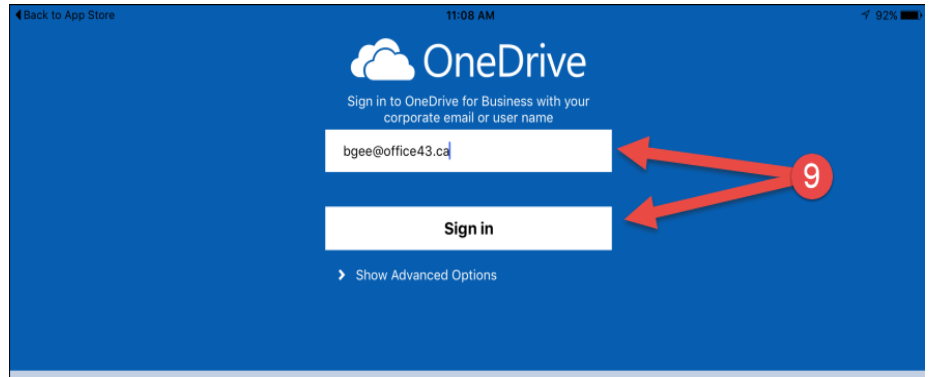 Back to App Store 11:08 AM 92%
OneDrive
Sign in to OneDrive for Business with your
corporate email or user name
bgee@office43.ca
9
Sign in
Show Advanced Options